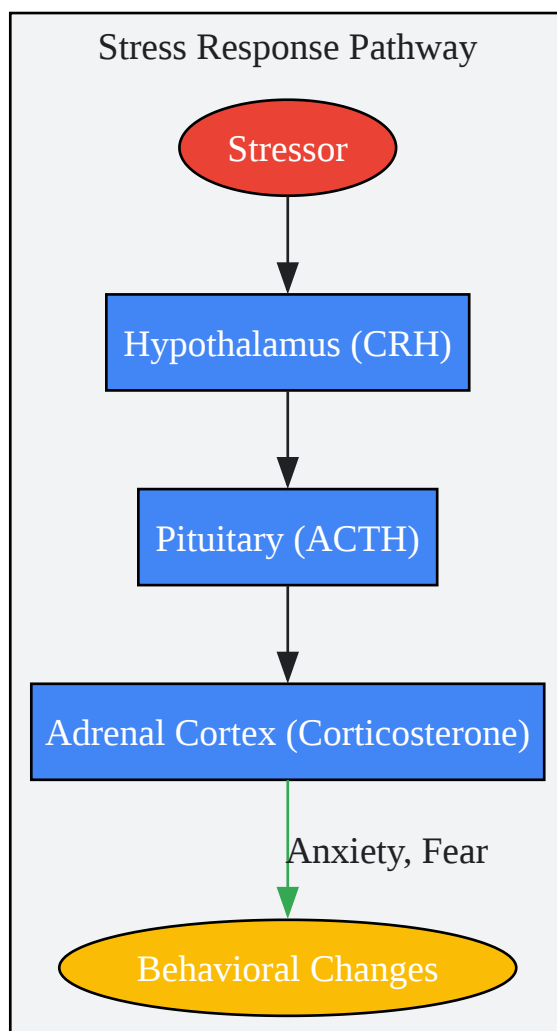 Stress Response Pathway
Stressor
Hypothalamus (CRH)
Pituitary (ACTH)
Adrenal Cortex (Corticosterone)
Anxiety, Fear
Behavioral Changes